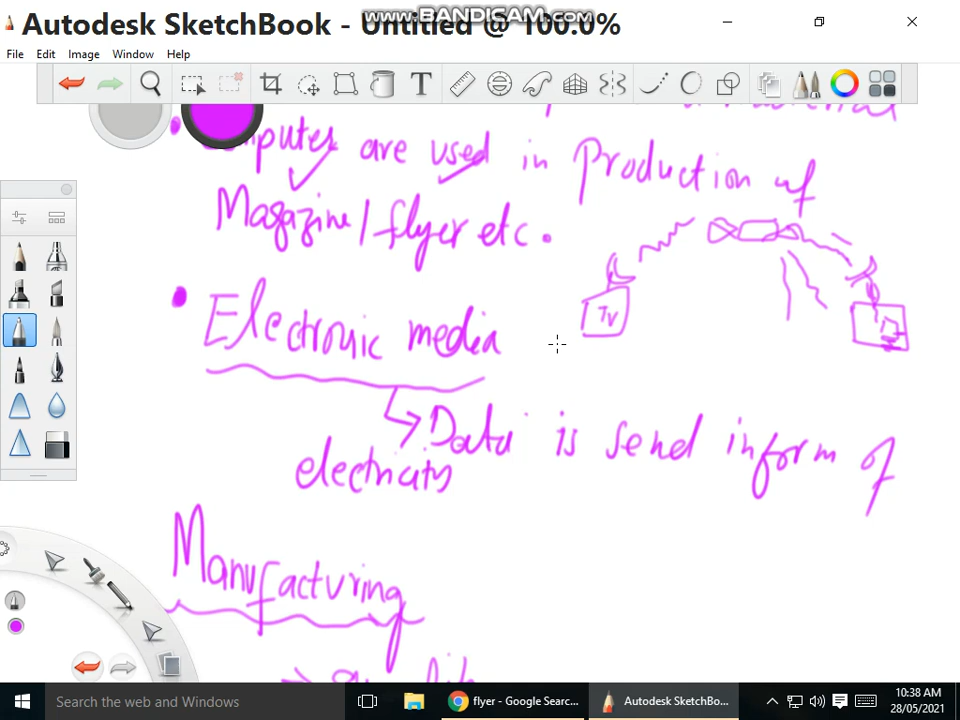 www.BANDICAM.com
Autodesk SketchBook - Untitled @ 100.0%
File Edit Image Window Help
T
Computer are used in Production of
Magazine/flyer etc.
Electronic media
TV
Data is send inform of
electricity
Manufacturing
Search the web and Windows
flyer - Google Searc...
Autodesk SketchBo...
10:38 AM
28/05/2021